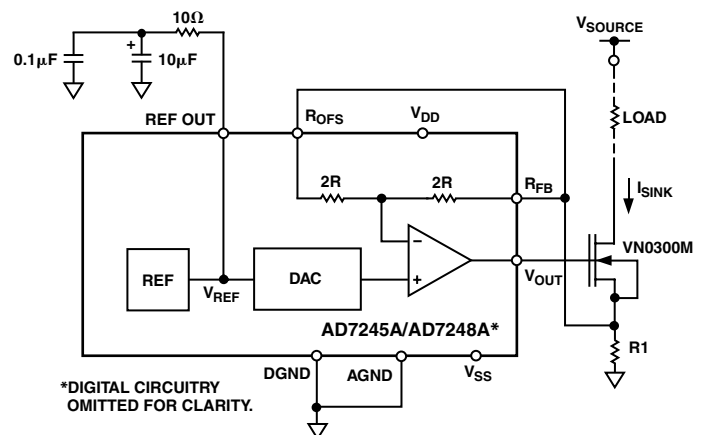 10Ω
0.1µF
+
10µF
V_SOURCE
REF OUT
R_OFS
V_DD
LOAD
2R
2R
R_FB
I_SINK
REF
V_REF
DAC
−
+
V_OUT
VN0300M
AD7245A/AD7248A*
R1
*DIGITAL CIRCUITRY
OMITTED FOR CLARITY.
DGND
AGND
V_SS